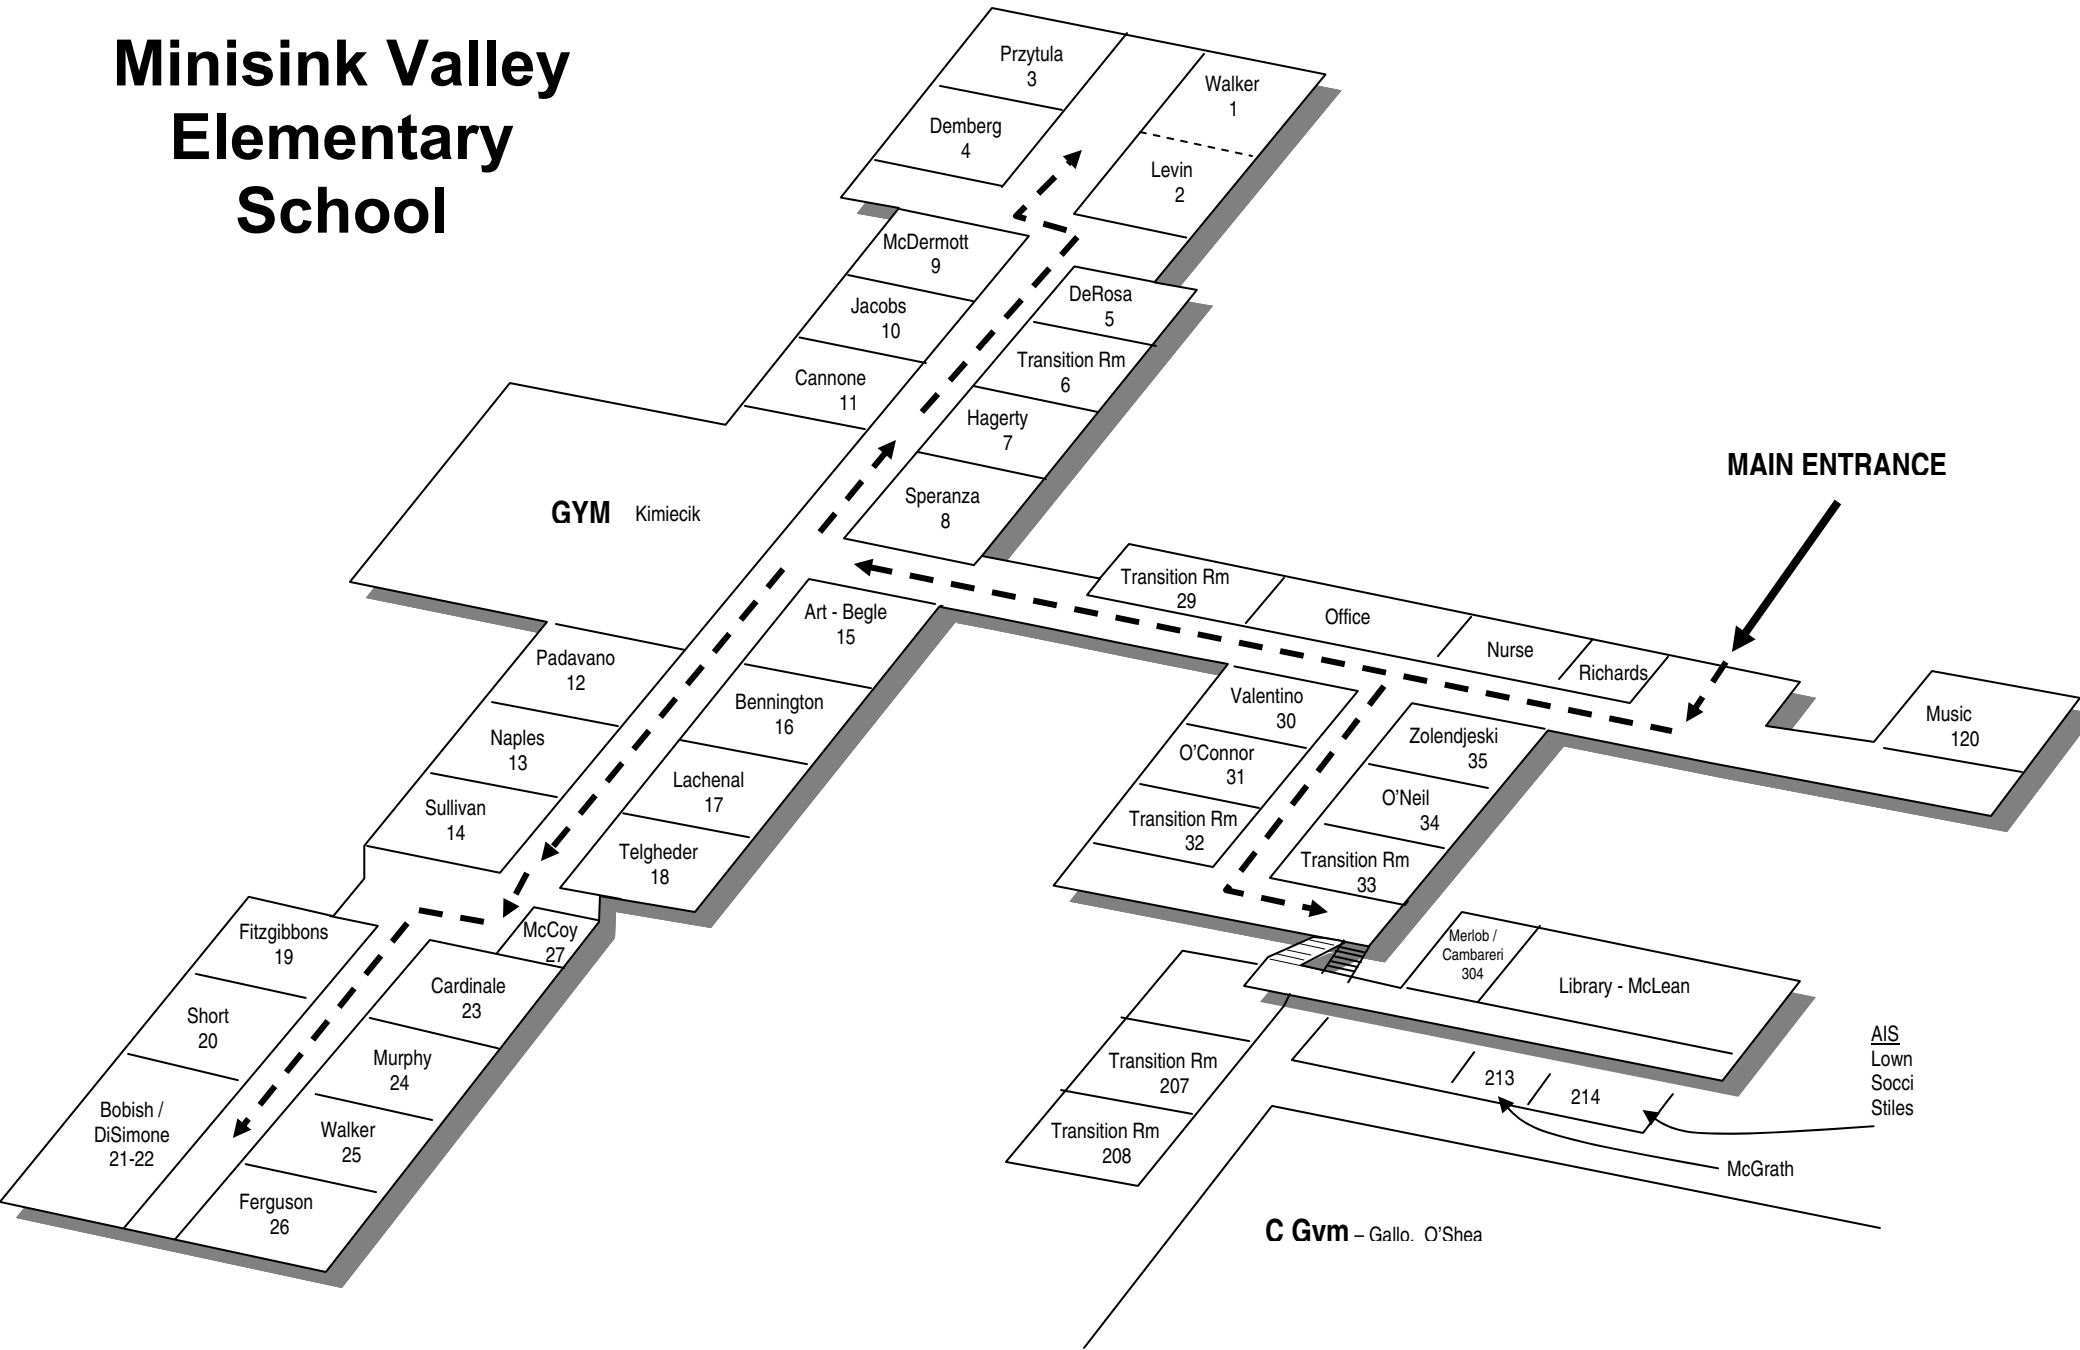 Minisink Valley
Elementary
School
Przytula
3
Walker
1
Demberg
4
Levin
2
McDermott
9
DeRosa
5
Jacobs
10
Transition Rm
6
Cannone
11
Hagerty
7
Speranza
8
GYM Kimiecik
MAIN ENTRANCE
Transition Rm
29
Office
Nurse
Richards
Music
120
Art - Begle
15
Padavano
12
Bennington
16
Naples
13
Lachenal
17
Sullivan
14
Telgheder
18
Valentino
30
O'Connor
31
Transition Rm
32
Zolendjeski
35
O'Neil
34
Transition Rm
33
Fitzgibbons
19
McCoy
27
Short
20
Cardinale
23
Bobish /
DiSimone
21-22
Murphy
24
Walker
25
Ferguson
26
Merlob /
Cambareri
304
Library - McLean
Transition Rm
207
Transition Rm
208
213
214
AIS
Lown
Socci
Stiles
McGrath
C Gym – Gallo, O'Shea